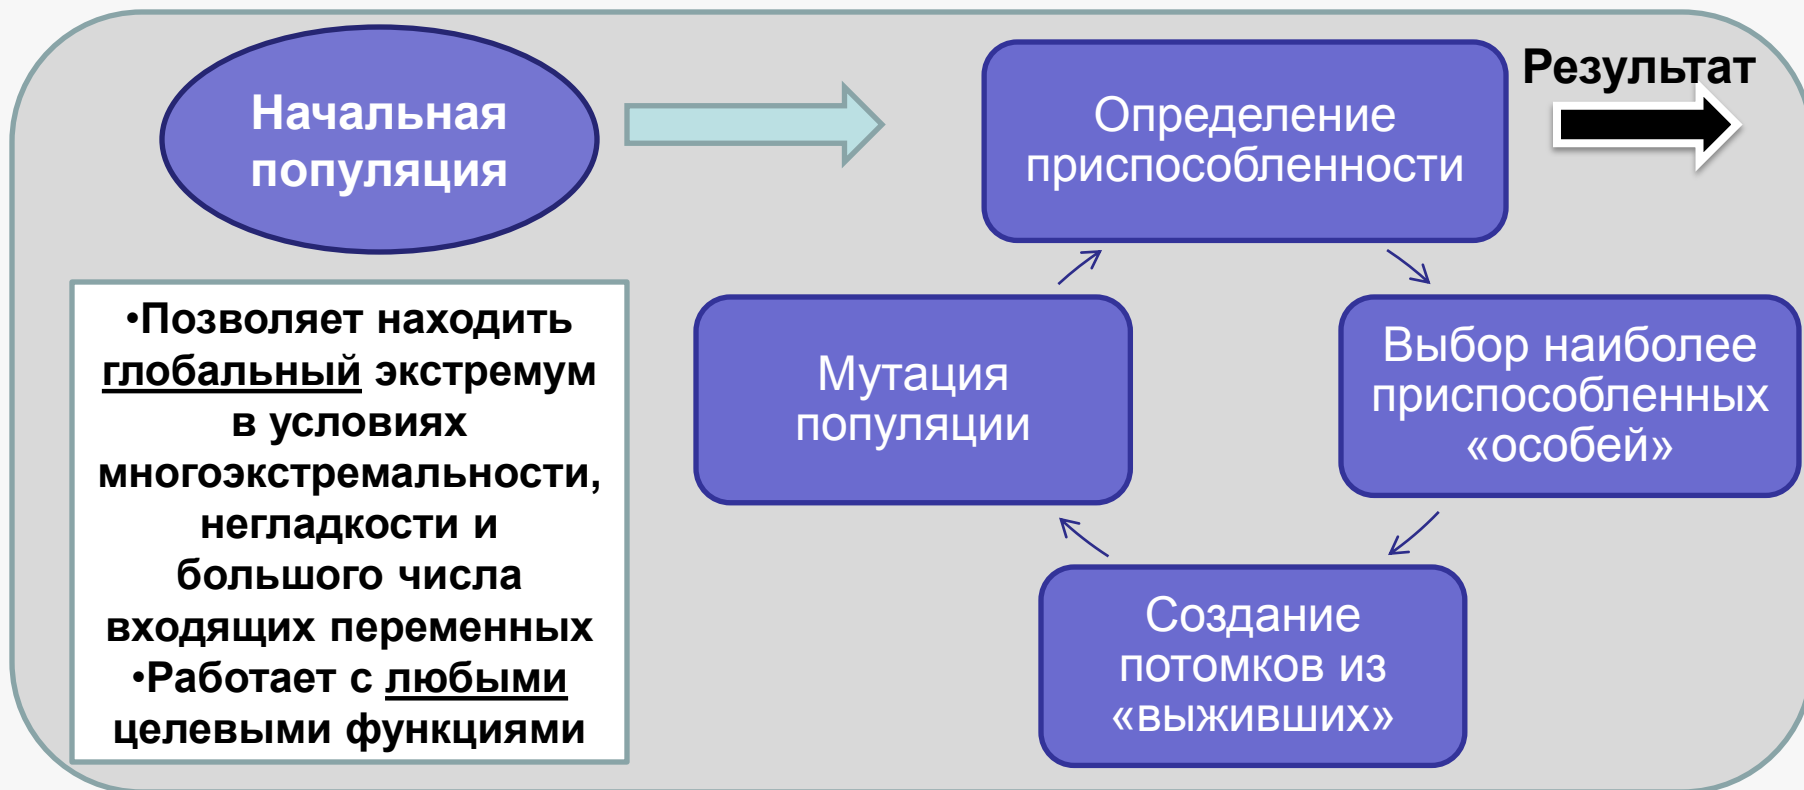 Начальная
популяция
Определение
приспособленности
Результат
•Позволяет находить
глобальный экстремум
в условиях
многоэкстремальности,
негладкости и
большого числа
входящих переменных
•Работает с любыми
целевыми функциями
Мутация
популяции
Выбор наиболее
приспособленных
«особей»
Создание
потомков из
«выживших»